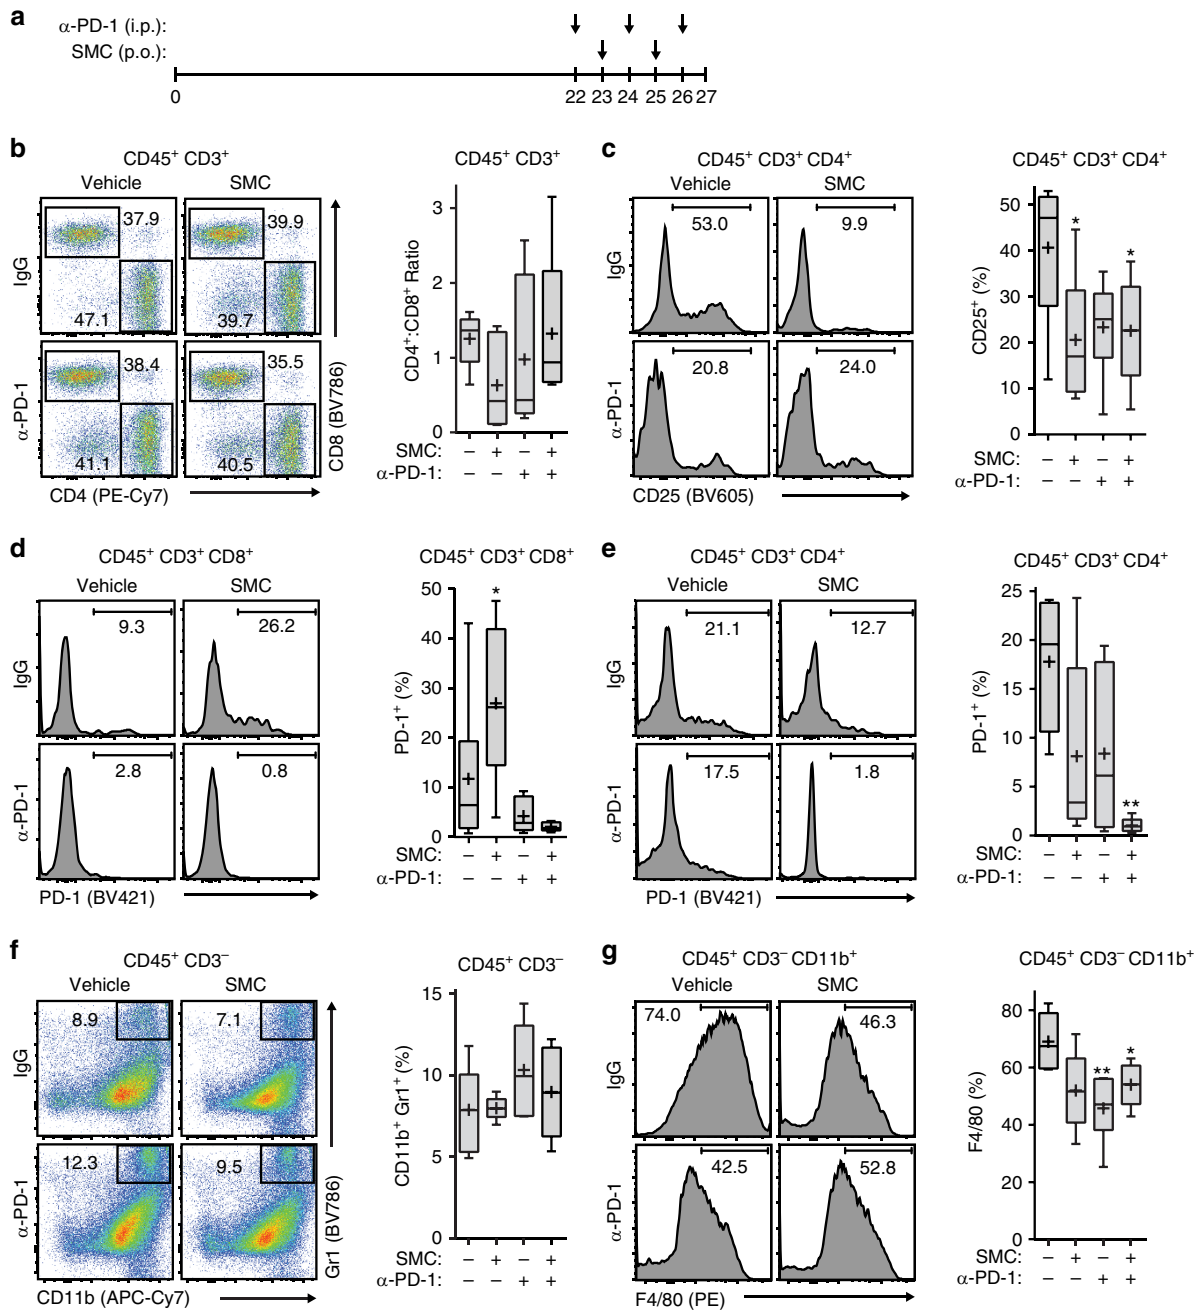 a
α-PD-1 (i.p.):
SMC (p.o.):
0 22 23 24 25 26 27
b
CD45⁺ CD3⁺
Vehicle SMC
IgG
37.9 39.9
47.1 39.7
α-PD-1
38.4 35.5
41.1 40.5
CD8 (BV786)
CD4 (PE-Cy7)
CD45⁺ CD3⁺
CD4⁺:CD8⁺ Ratio
3
2
1
0
SMC: – + – +
α-PD-1: – – + +
c
CD45⁺ CD3⁺ CD4⁺
Vehicle SMC
IgG
53.0 9.9
α-PD-1
20.8 24.0
CD25 (BV605)
CD45⁺ CD3⁺ CD4⁺
CD25⁺ (%)
50
40
30
20
10
0
* *
SMC: – + – +
α-PD-1: – – + +
d
CD45⁺ CD3⁺ CD8⁺
Vehicle SMC
IgG
9.3 26.2
α-PD-1
2.8 0.8
PD-1 (BV421)
CD45⁺ CD3⁺ CD8⁺
PD-1⁺ (%)
50
40
30
20
10
0
*
SMC: – + – +
α-PD-1: – – + +
e
CD45⁺ CD3⁺ CD4⁺
Vehicle SMC
IgG
21.1 12.7
α-PD-1
17.5 1.8
PD-1 (BV421)
CD45⁺ CD3⁺ CD4⁺
PD-1⁺ (%)
25
20
15
10
5
0
**
SMC: – + – +
α-PD-1: – – + +
f
CD45⁺ CD3⁻
Vehicle SMC
IgG
8.9 7.1
α-PD-1
12.3 9.5
Gr1 (BV786)
CD11b (APC-Cy7)
CD45⁺ CD3⁻
CD11b⁺ Gr1⁺ (%)
15
10
5
0
SMC: – + – +
α-PD-1: – – + +
g
CD45⁺ CD3⁻ CD11b⁺
Vehicle SMC
IgG
74.0 46.3
α-PD-1
42.5 52.8
F4/80 (PE)
CD45⁺ CD3⁻ CD11b⁺
F4/80 (%)
80
60
40
20
0
** *
SMC: – + – +
α-PD-1: – – + +